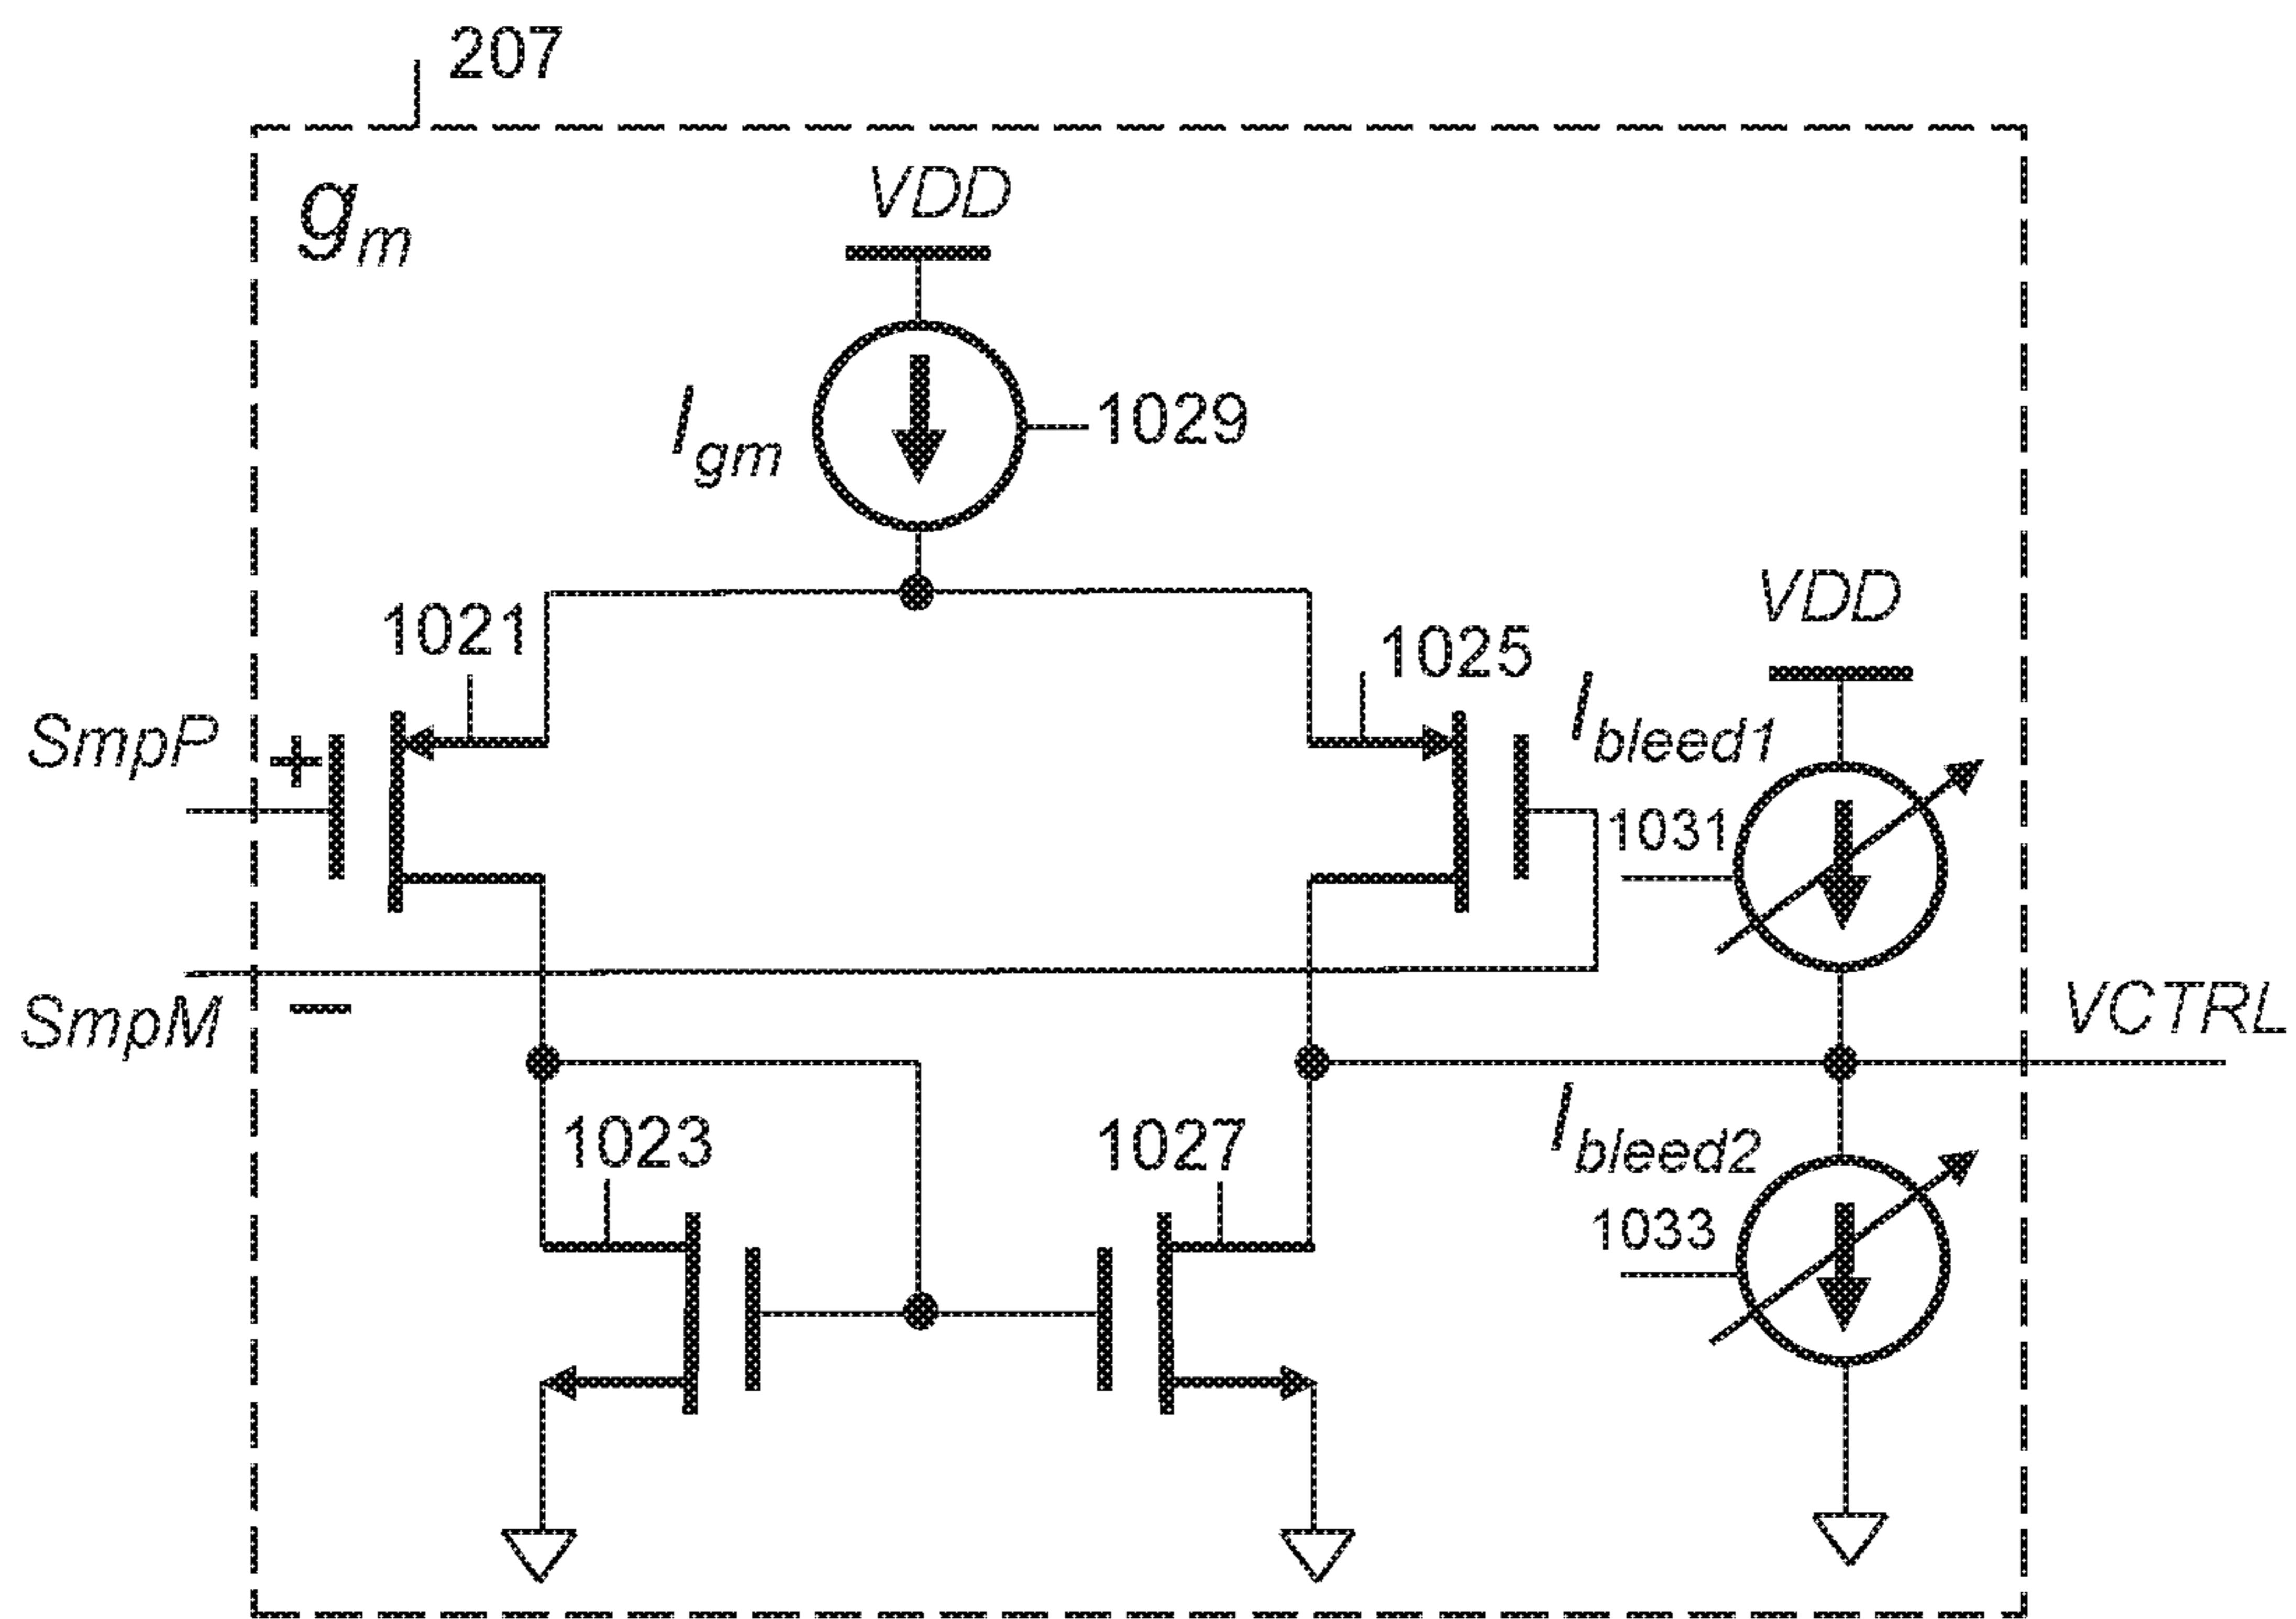 207
g_m
VDD
I_gm
1029
VDD
1021
1025
I_bleed1
SmpP
+
1031
SmpM
−
VCTRL
I_bleed2
1023
1027
1033